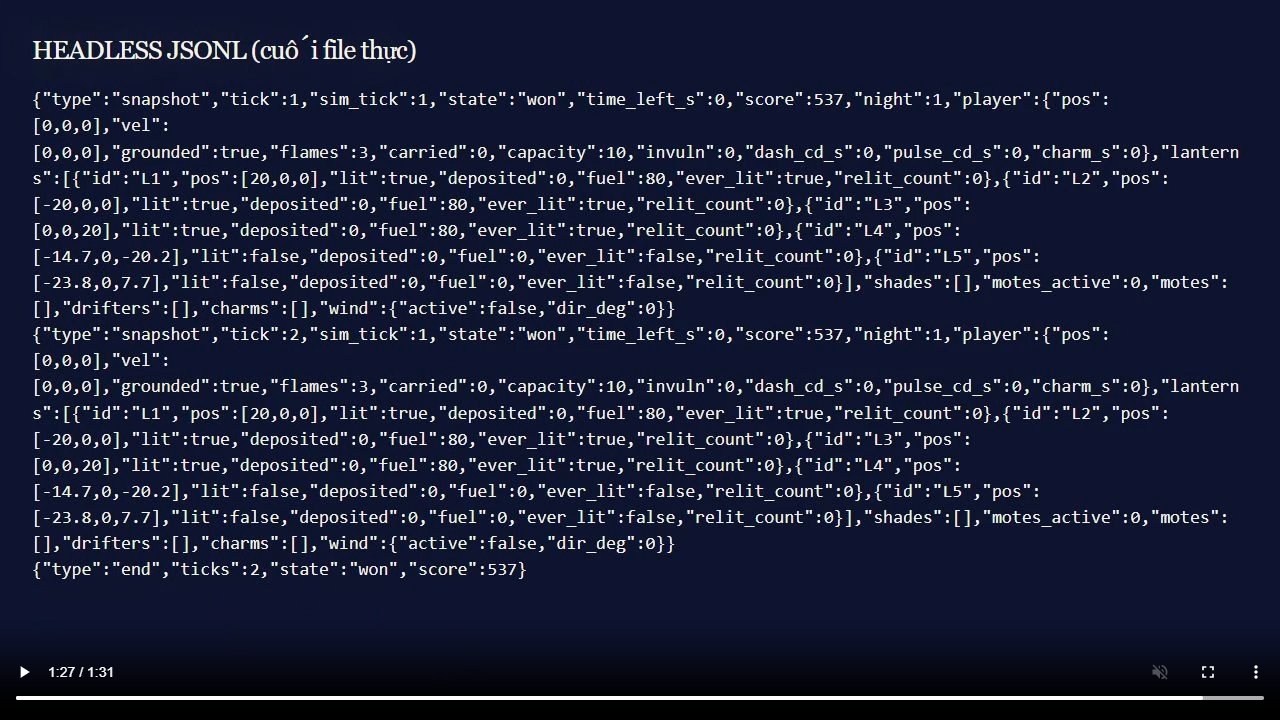 HEADLESS JSONL (cuối file thực)
{"type":"snapshot","tick":1,"sim_tick":1,"state":"won","time_left_s":0,"score":537,"night":1,"player":{"pos":
[0,0,0],"vel":
[0,0,0],"grounded":true,"flames":3,"carried":0,"capacity":10,"invuln":0,"dash_cd_s":0,"pulse_cd_s":0,"charm_s":0},"lantern
s":[{"id":"L1","pos":[20,0,0],"lit":true,"deposited":0,"fuel":80,"ever_lit":true,"relit_count":0},{"id":"L2","pos":
[-20,0,0],"lit":true,"deposited":0,"fuel":80,"ever_lit":true,"relit_count":0},{"id":"L3","pos":
[0,0,20],"lit":true,"deposited":0,"fuel":80,"ever_lit":true,"relit_count":0},{"id":"L4","pos":
[-14.7,0,-20.2],"lit":false,"deposited":0,"fuel":0,"ever_lit":false,"relit_count":0},{"id":"L5","pos":
[-23.8,0,7.7],"lit":false,"deposited":0,"fuel":0,"ever_lit":false,"relit_count":0}],"shades":[],"motes_active":0,"motes":
[],"drifters":[],"charms":[],"wind":{"active":false,"dir_deg":0}}
{"type":"snapshot","tick":2,"sim_tick":1,"state":"won","time_left_s":0,"score":537,"night":1,"player":{"pos":
[0,0,0],"vel":
[0,0,0],"grounded":true,"flames":3,"carried":0,"capacity":10,"invuln":0,"dash_cd_s":0,"pulse_cd_s":0,"charm_s":0},"lantern
s":[{"id":"L1","pos":[20,0,0],"lit":true,"deposited":0,"fuel":80,"ever_lit":true,"relit_count":0},{"id":"L2","pos":
[-20,0,0],"lit":true,"deposited":0,"fuel":80,"ever_lit":true,"relit_count":0},{"id":"L3","pos":
[0,0,20],"lit":true,"deposited":0,"fuel":80,"ever_lit":true,"relit_count":0},{"id":"L4","pos":
[-14.7,0,-20.2],"lit":false,"deposited":0,"fuel":0,"ever_lit":false,"relit_count":0},{"id":"L5","pos":
[-23.8,0,7.7],"lit":false,"deposited":0,"fuel":0,"ever_lit":false,"relit_count":0}],"shades":[],"motes_active":0,"motes":
[],"drifters":[],"charms":[],"wind":{"active":false,"dir_deg":0}}
{"type":"end","ticks":2,"state":"won","score":537}
1:27 / 1:31